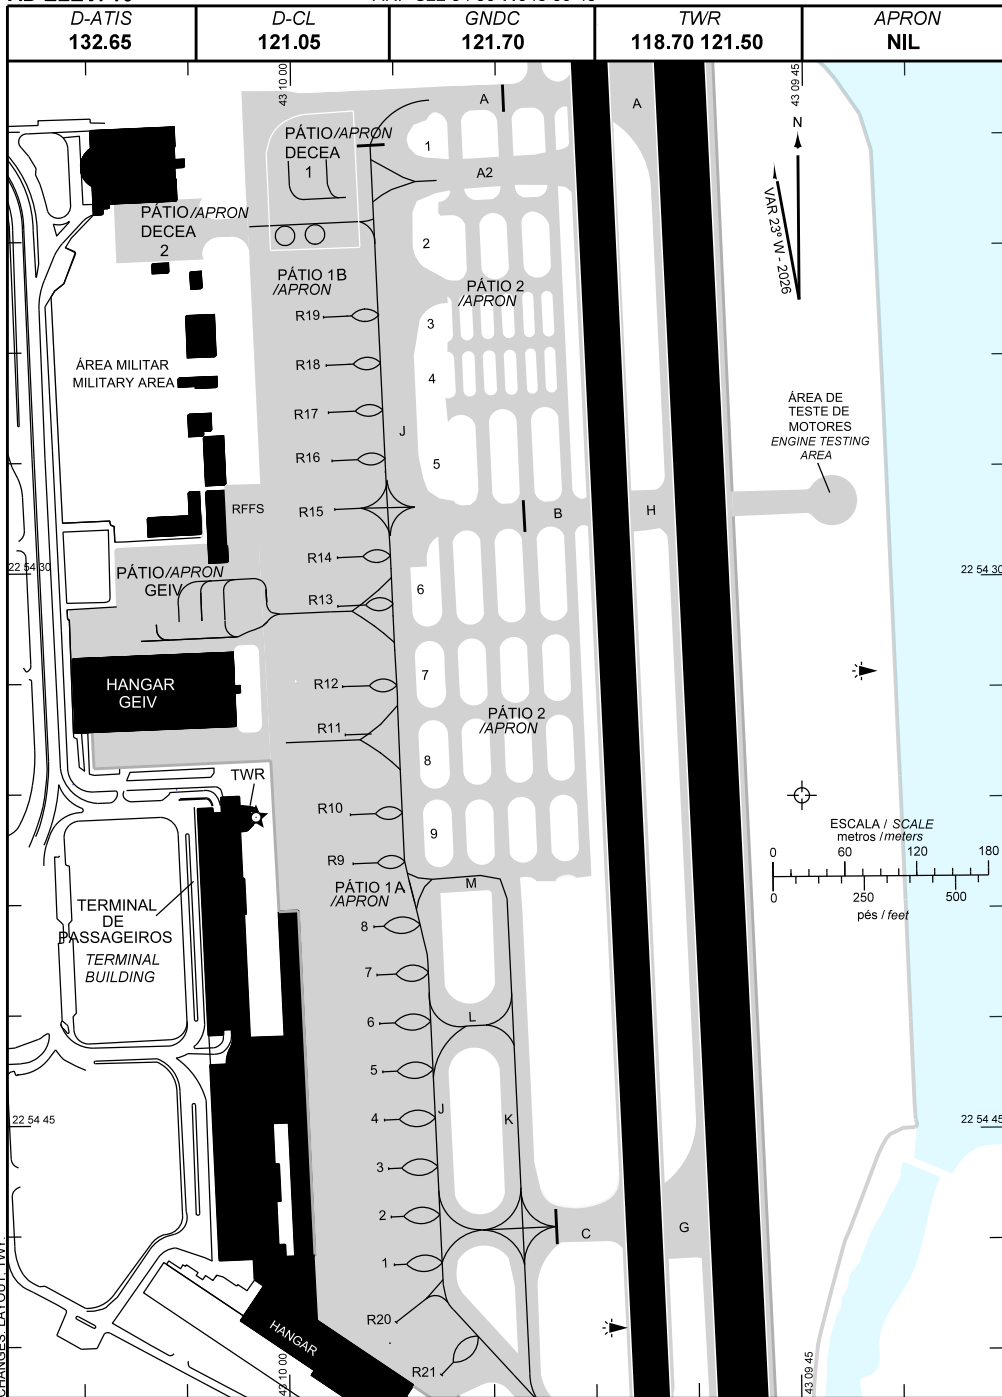 D-ATIS
132.65
D-CL
121.05
GNDC
121.70
TWR
118.70 121.50
APRON
NIL
43 10 00
43 09 45
N
VAR 23º W - 2026
A
A
PÁTIO/APRON
DECEA
1
1
A2
PÁTIO/APRON
DECEA
2
2
PÁTIO 1B
/APRON
PÁTIO 2
/APRON
R19
3
R18
ÁREA MILITAR
MILITARY AREA
4
R17
J
ÁREA DE
TESTE DE
MOTORES
ENGINE TESTING
AREA
R16
5
RFFS
R15
B
H
R14
22 54 30
22 54 30
PÁTIO/APRON
GEIV
R13
6
HANGAR
GEIV
R12
7
R11
PÁTIO 2
/APRON
8
TWR
R10
9
ESCALA / SCALE
metros / meters
0 60 120 180
0 250 500
pés / feet
R9
PÁTIO 1A
/APRON
M
TERMINAL
DE
PASSAGEIROS
TERMINAL
BUILDING
8
7
6
L
5
4
J
K
22 54 45
22 54 45
3
2
C
G
1
R20
HANGAR
R21
43 10 00
43 09 45
CHANGES: LAYOUT, TWY.